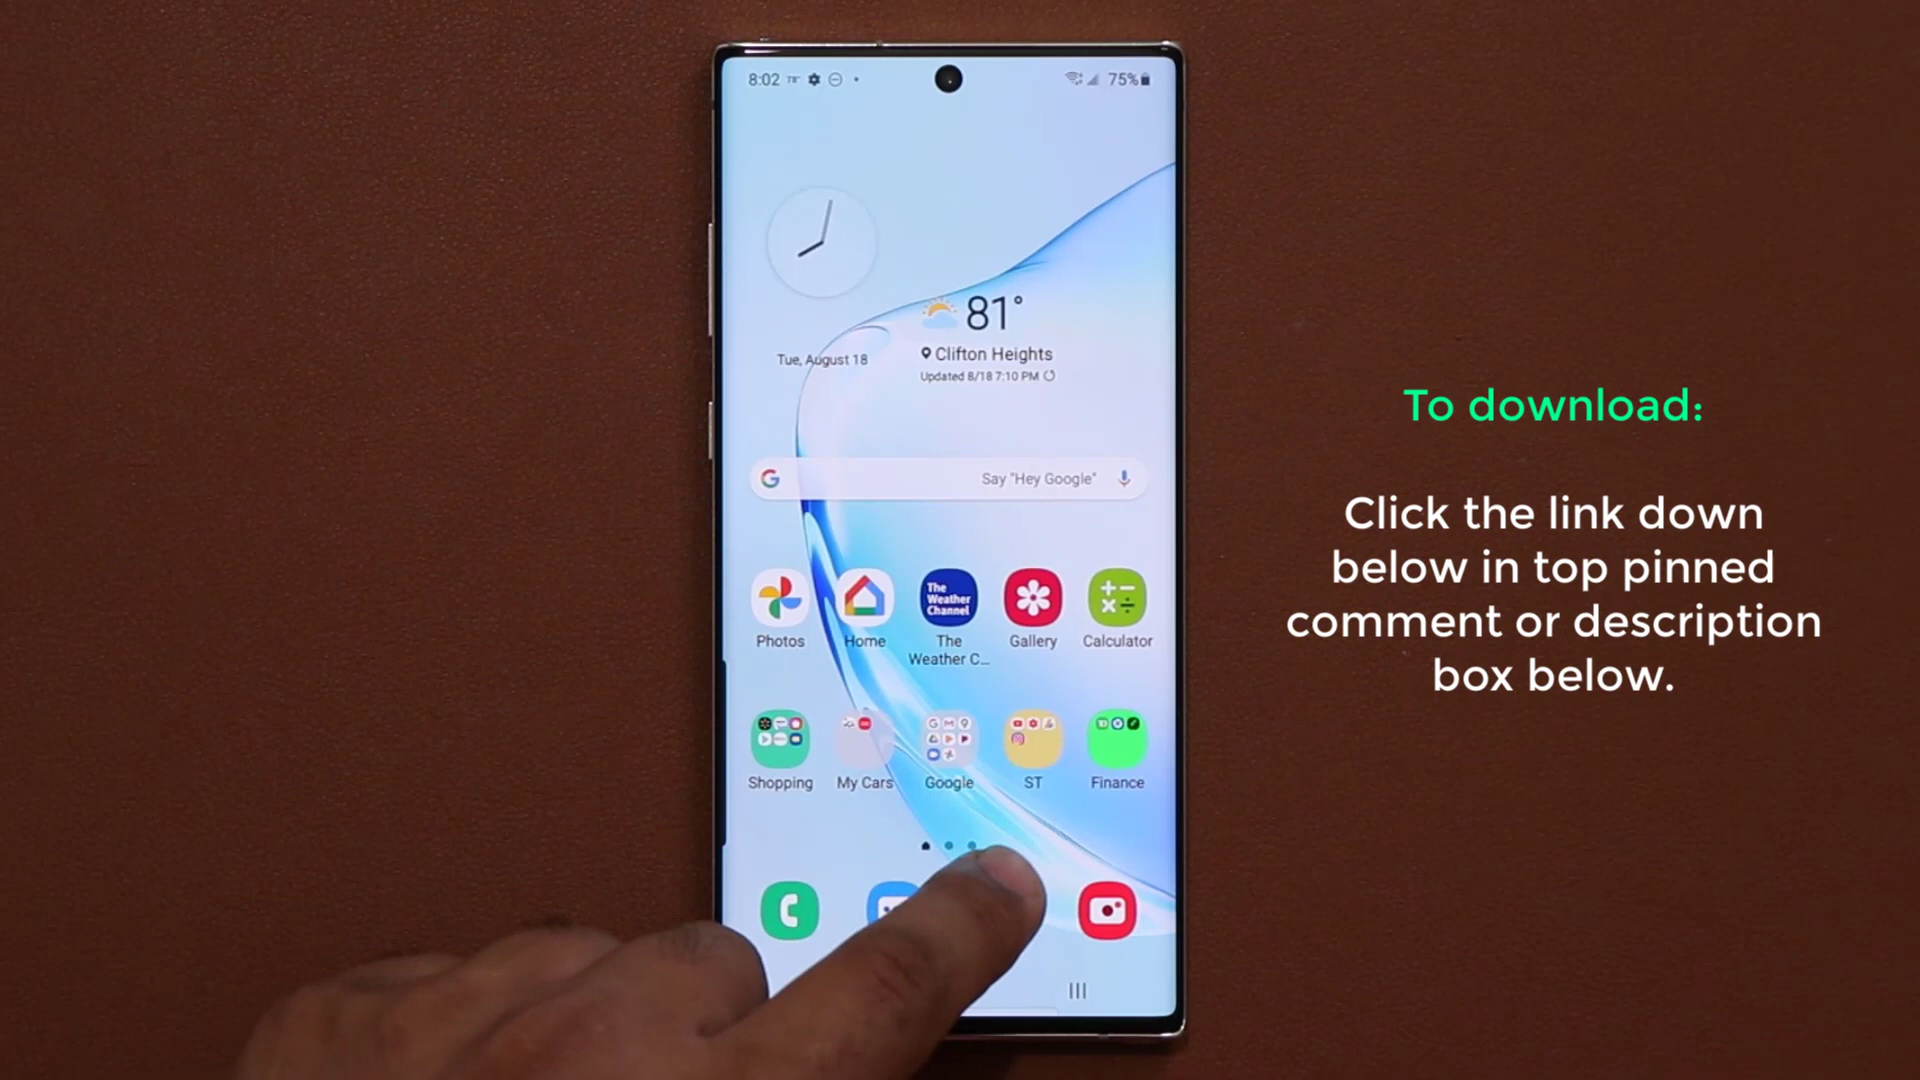 8:02 78° 75%
81°
Clifton Heights
Tue, August 18
Updated 8/18 7:10 PM
Say "Hey Google"
Photos Home The Weather Channel Gallery Calculator
The Weather C...
Shopping My Cars Google ST Finance
To download:
Click the link down
below in top pinned
comment or description
box below.